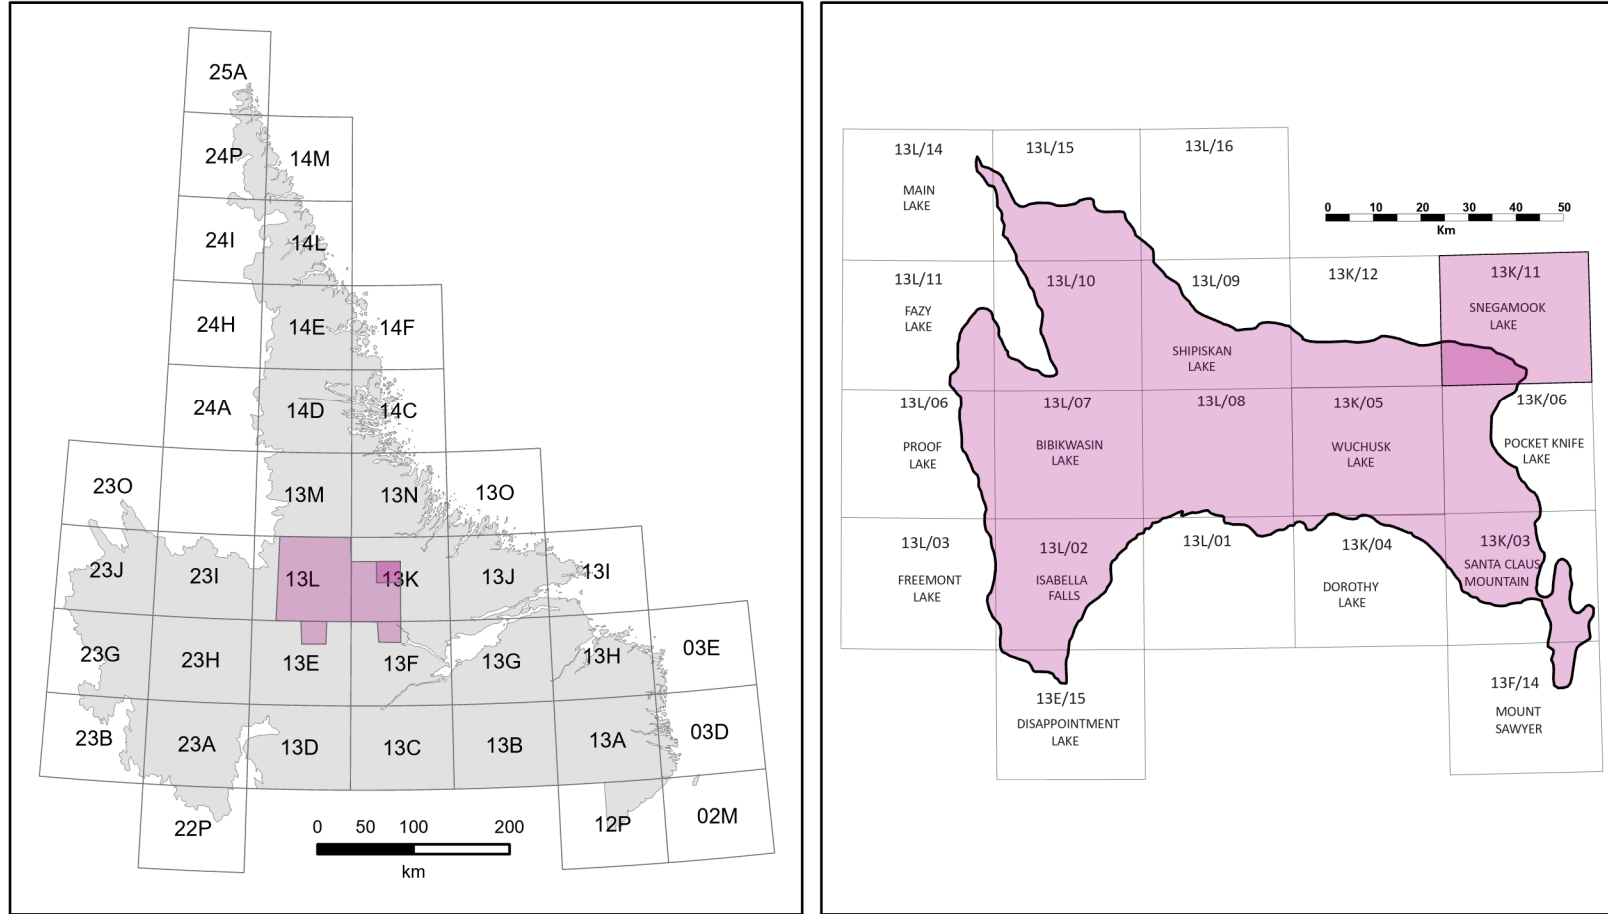 25A
24P
14M
24I
14L
24H
14E
14F
24A
14D
14C
23O
13M
13N
13O
23J
23I
13L
13K
13J
13I
23G
23H
13E
13F
13G
13H
03E
23B
23A
13D
13C
13B
13A
03D
22P
12P
02M
0 50 100 200
km
13L/14
MAIN
LAKE
13L/15
13L/16
0 10 20 30 40 50
Km
13L/11
FAZY
LAKE
13L/10
13L/09
SHIPISKAN
LAKE
13K/12
13K/11
SNEGAMOOK
LAKE
13L/06
PROOF
LAKE
13L/07
BIBIKWASIN
LAKE
13L/08
13K/05
WUCHUSK
LAKE
13K/06
POCKET KNIFE
LAKE
13L/03
FREEMONT
LAKE
13L/02
ISABELLA
FALLS
13L/01
13K/04
DOROTHY
LAKE
13K/03
SANTA CLAUS
MOUNTAIN
13E/15
DISAPPOINTMENT
LAKE
13F/14
MOUNT
SAWYER